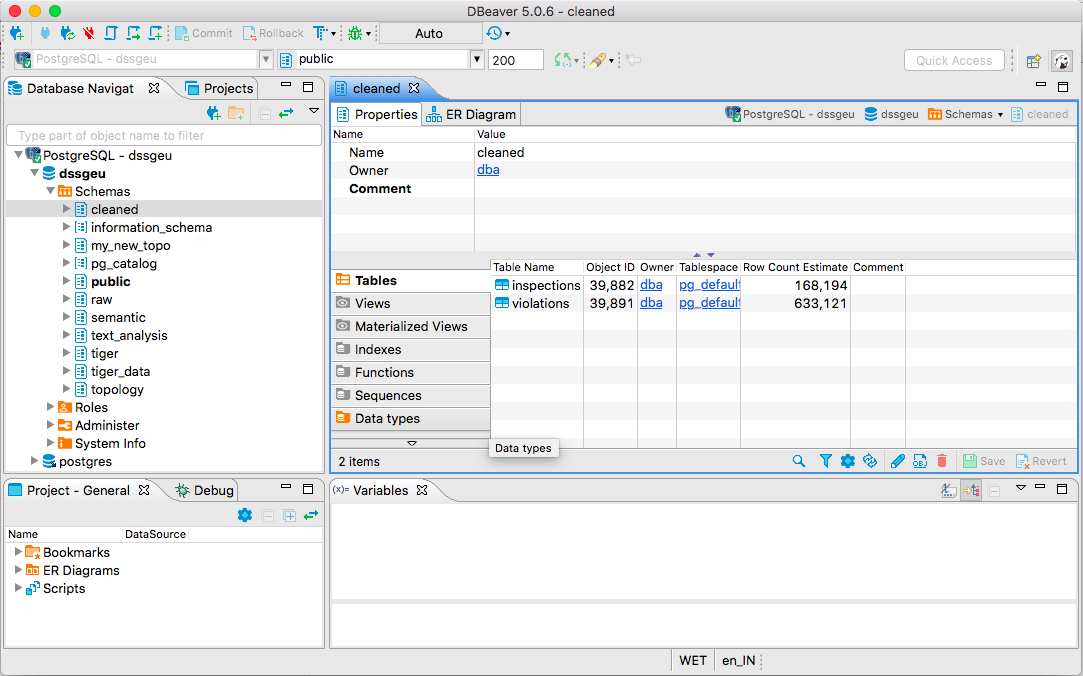 DBeaver 5.0.6 - cleaned
Commit Rollback Auto
PostgreSQL - dssgeu public 200 Quick Access
Database Navigat Projects
Type part of object name to filter
PostgreSQL - dssgeu
dssgeu
Schemas
cleaned
information_schema
my_new_topo
pg_catalog
public
raw
semantic
text_analysis
tiger
tiger_data
topology
Roles
Administer
System Info
postgres
cleaned
Properties ER Diagram PostgreSQL - dssgeu dssgeu Schemas cleaned
Name Value
Name cleaned
Owner dba
Comment
Tables
Views
Materialized Views
Indexes
Functions
Sequences
Data types
Table Name Object ID Owner Tablespace Row Count Estimate Comment
inspections 39,882 dba pg_default 168,194
violations 39,891 dba pg_default 633,121
Data types
2 items Save Revert
Project - General Debug
Name DataSource
Bookmarks
ER Diagrams
Scripts
(x)= Variables
WET en_IN